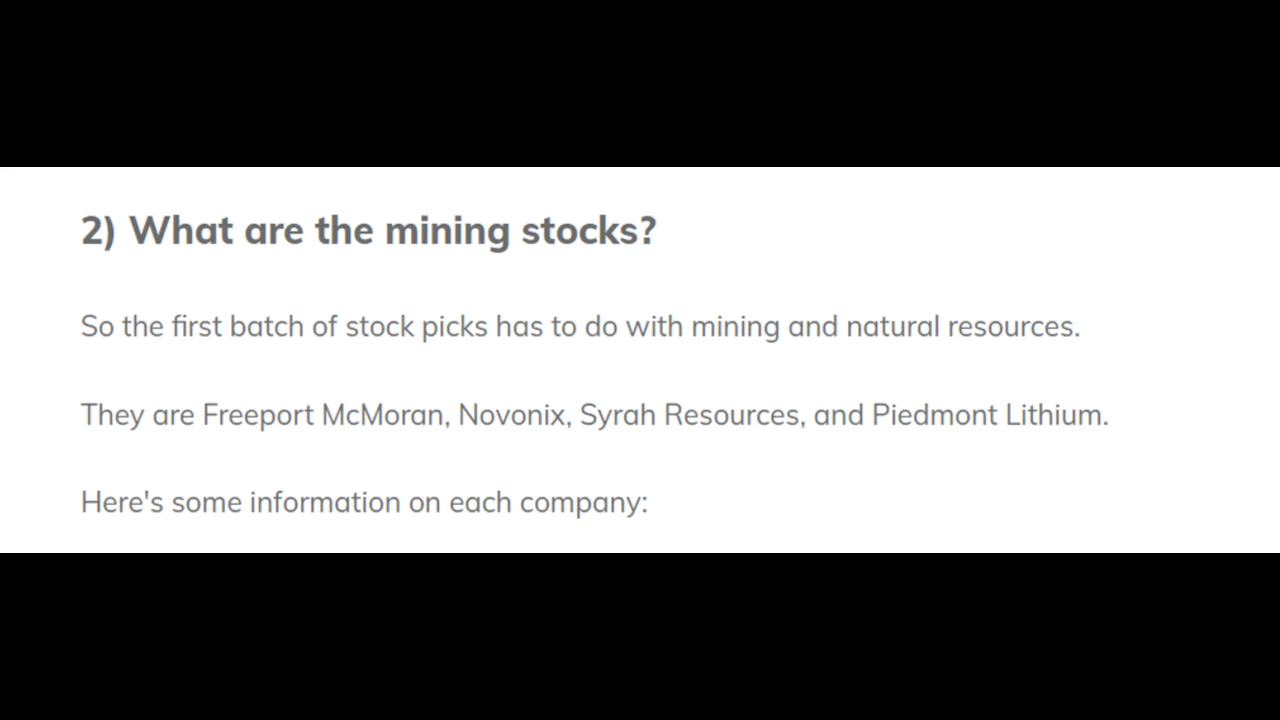 2) What are the mining stocks?
So the first batch of stock picks has to do with mining and natural resources.
They are Freeport McMoran, Novonix, Syrah Resources, and Piedmont Lithium.
Here's some information on each company: